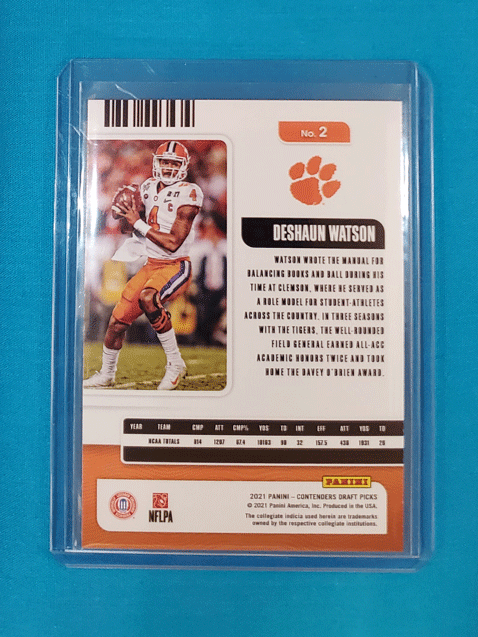 No. 2
DESHAUN WATSON
WATSON WROTE THE MANUAL FOR
BALANCING BOOKS AND BALL DURING HIS
TIME AT CLEMSON, WHERE HE SERVED AS
A ROLE MODEL FOR STUDENT-ATHLETES
ACROSS THE COUNTRY. IN THREE SEASONS
WITH THE TIGERS, THE WELL-ROUNDED
FIELD GENERAL EARNED ALL-ACC
ACADEMIC HONORS TWICE AND TOOK
HOME THE DAVEY O'BRIEN AWARD.
YEAR TEAM CMP ATT CMP% YDS TD INT EFF ATT YDS TD
NCAA TOTALS 814 1207 67.4 10163 90 32 157.5 436 1931 26
PANINI
2021 PANINI – CONTENDERS DRAFT PICKS
© 2021 Panini America, Inc. Produced in the USA.
The collegiate indicia used herein are trademarks
owned by the respective collegiate institutions.
NFLPA
4